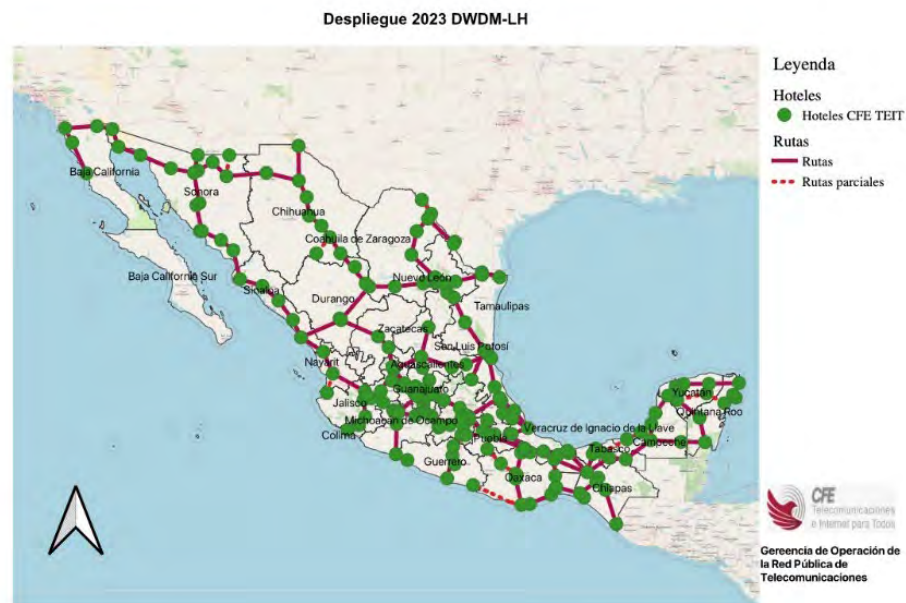 Despliegue 2023 DWDM-LH
Leyenda
Hoteles
Hoteles CFE TEIT
Rutas
Rutas
Rutas parciales
Baja California
Sonora
Chihuahua
Coahuila de Zaragoza
Baja California Sur
Sinaloa
Durango
Nuevo León
Tamaulipas
Zacatecas
San Luis Potosí
Nayarit
Aguascalientes
Guanajuato
Jalisco
Michoacán de Ocampo
Colima
Yucatán
Quintana Roo
Veracruz de Ignacio de la Llave
Campeche
Puebla
Tabasco
Guerrero
Oaxaca
Chiapas
CFE
Telecomunicaciones
e Internet para Todos
Gereencia de Operación de
la Red Pública de
Telecomunicaciones